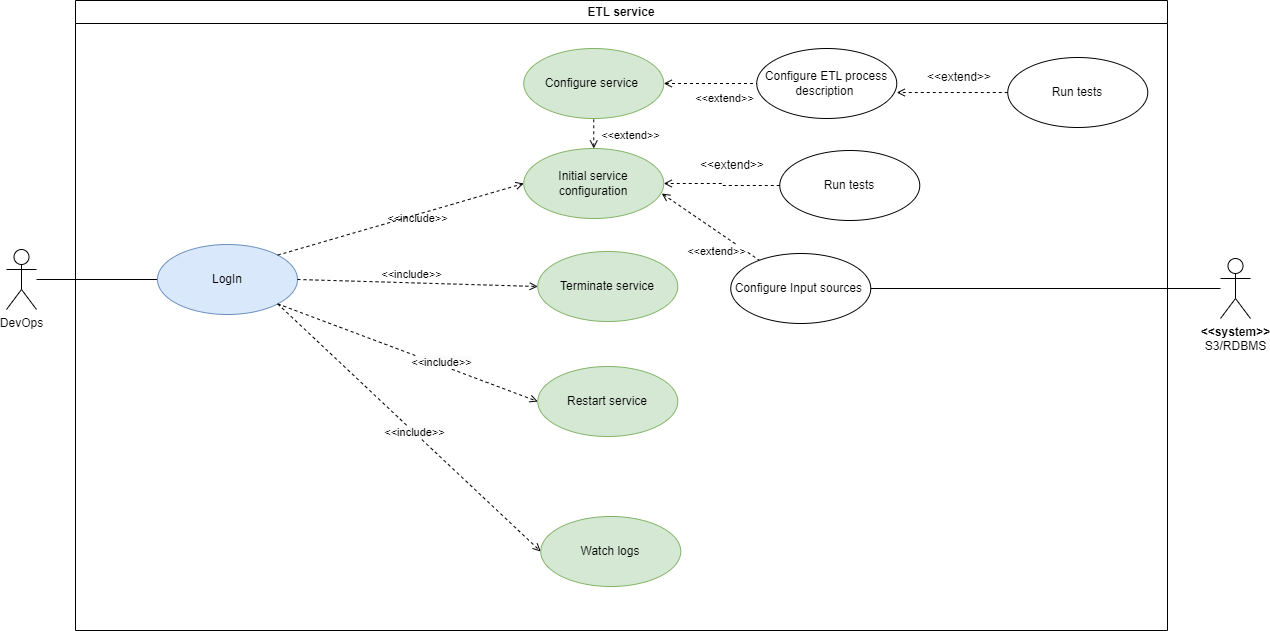 ETL service
Configure service
<<extend>>
Configure ETL process
description
<<extend>>
Run tests
<<extend>>
Initial service
configuration
<<extend>>
Run tests
<<include>>
<<extend>>
LogIn
<<include>>
Terminate service
Configure Input sources
DevOps
<<system>>
S3/RDBMS
<<include>>
Restart service
<<include>>
Watch logs